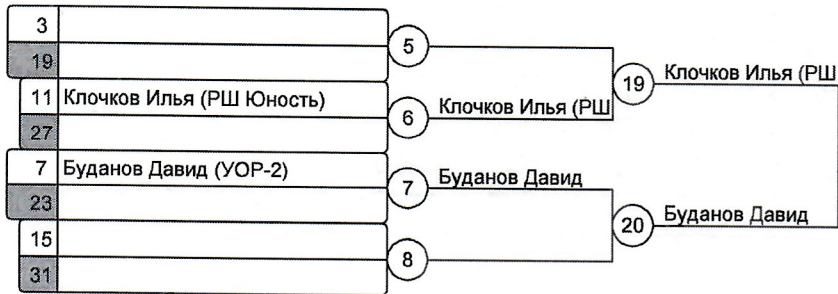 3
5
19
19 Клочков Илья (РШ
11 Клочков Илья (РШ Юность)
6 Клочков Илья (РШ
27
7 Буданов Давид (УОР-2)
7 Буданов Давид
23
20 Буданов Давид
15
8
31